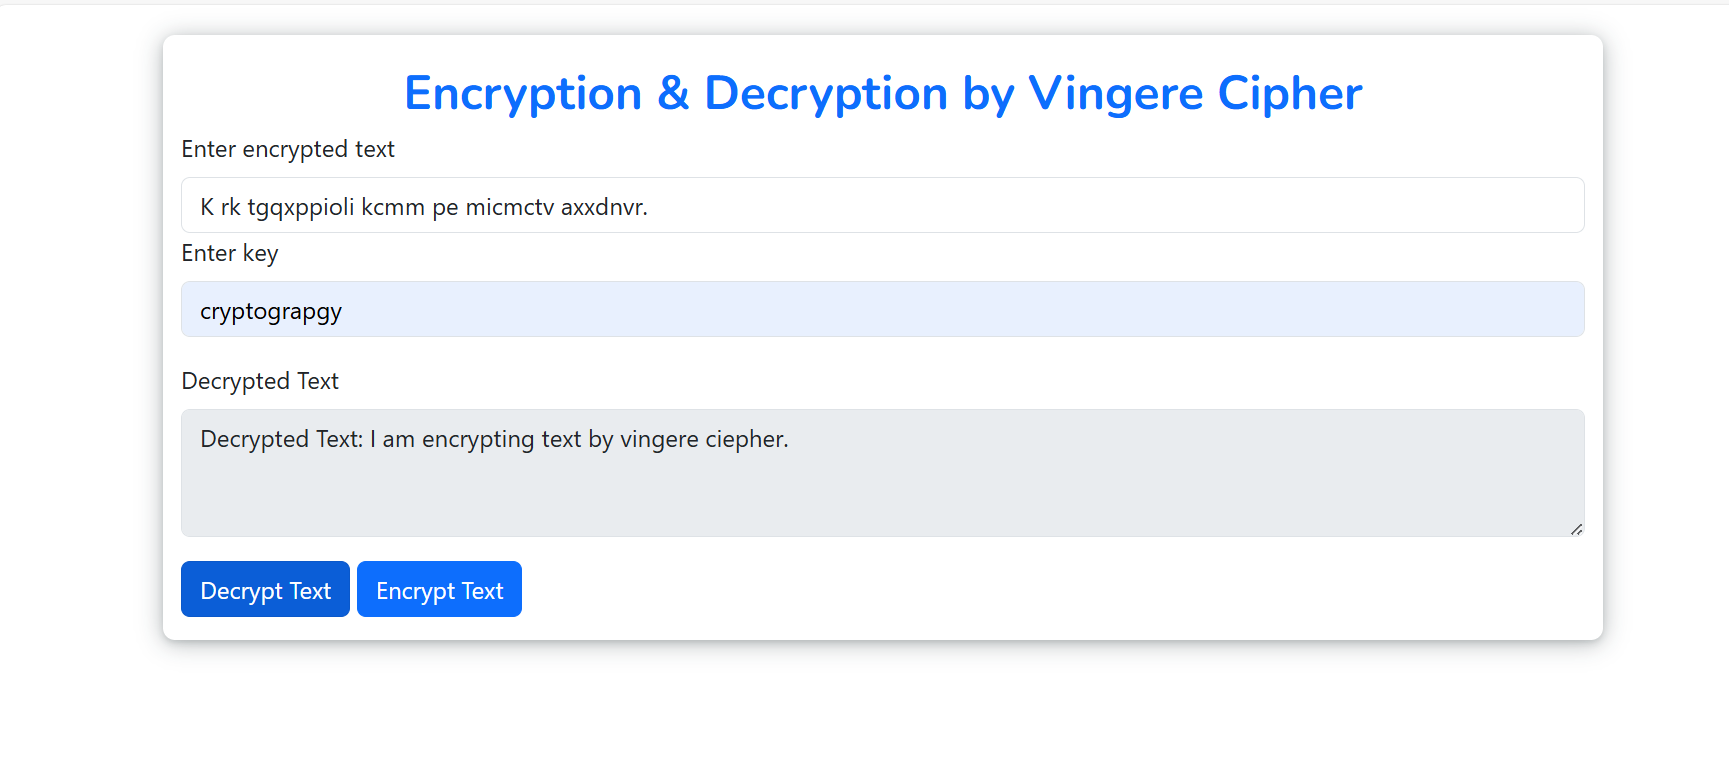 Encryption & Decryption by Vingere Cipher
Enter encrypted text
K rk tgqxppioli kcmm pe micmctv axxdnvr.
Enter key
cryptograpgy
Decrypted Text
Decrypted Text: I am encrypting text by vingere ciepher.
Decrypt Text Encrypt Text